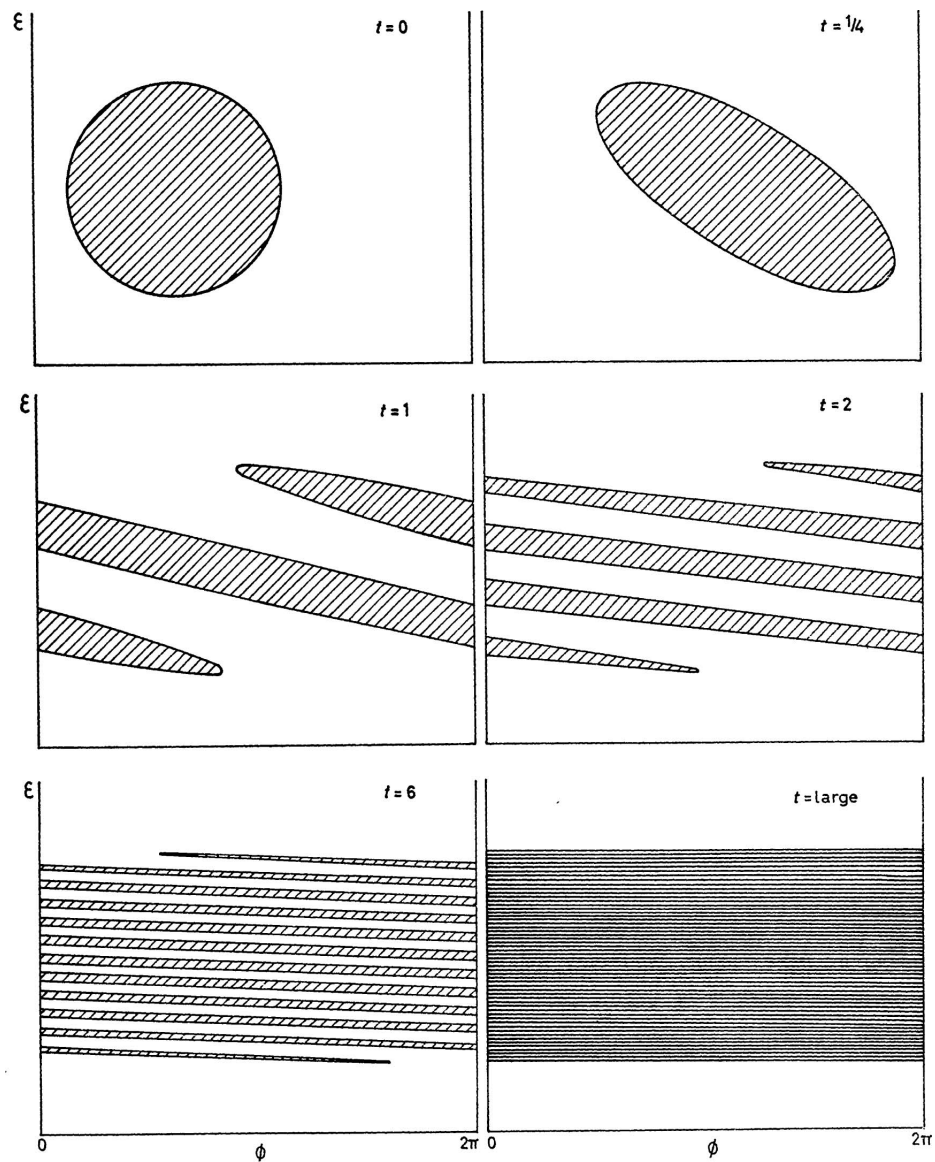 ε
t = 0
t = 1/4
ε
t = 1
t = 2
ε
t = 6
t = large
0
φ
2π
0
φ
2π